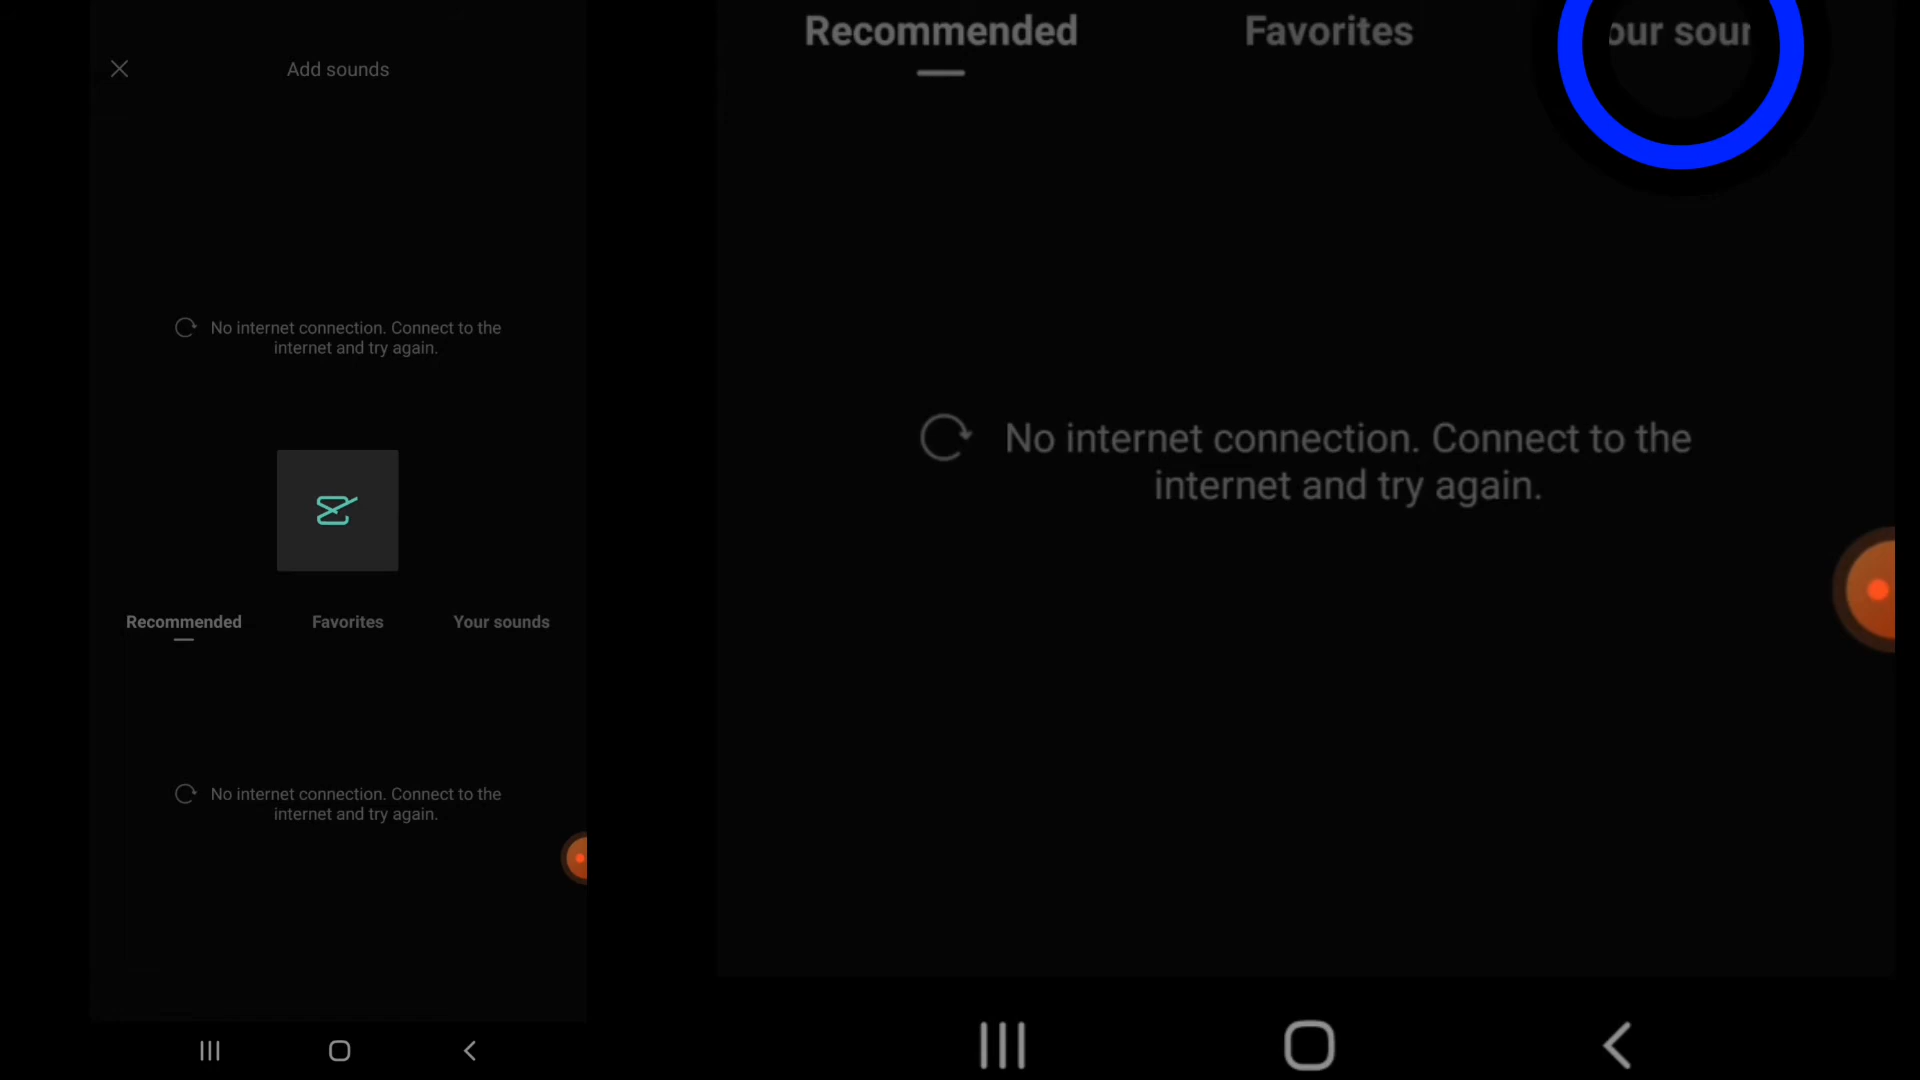 Add sounds
No internet connection. Connect to the
internet and try again.
Recommended
Favorites
Your sounds
No internet connection. Connect to the
internet and try again.
Recommended
Favorites
our soun
No internet connection. Connect to the
internet and try again.